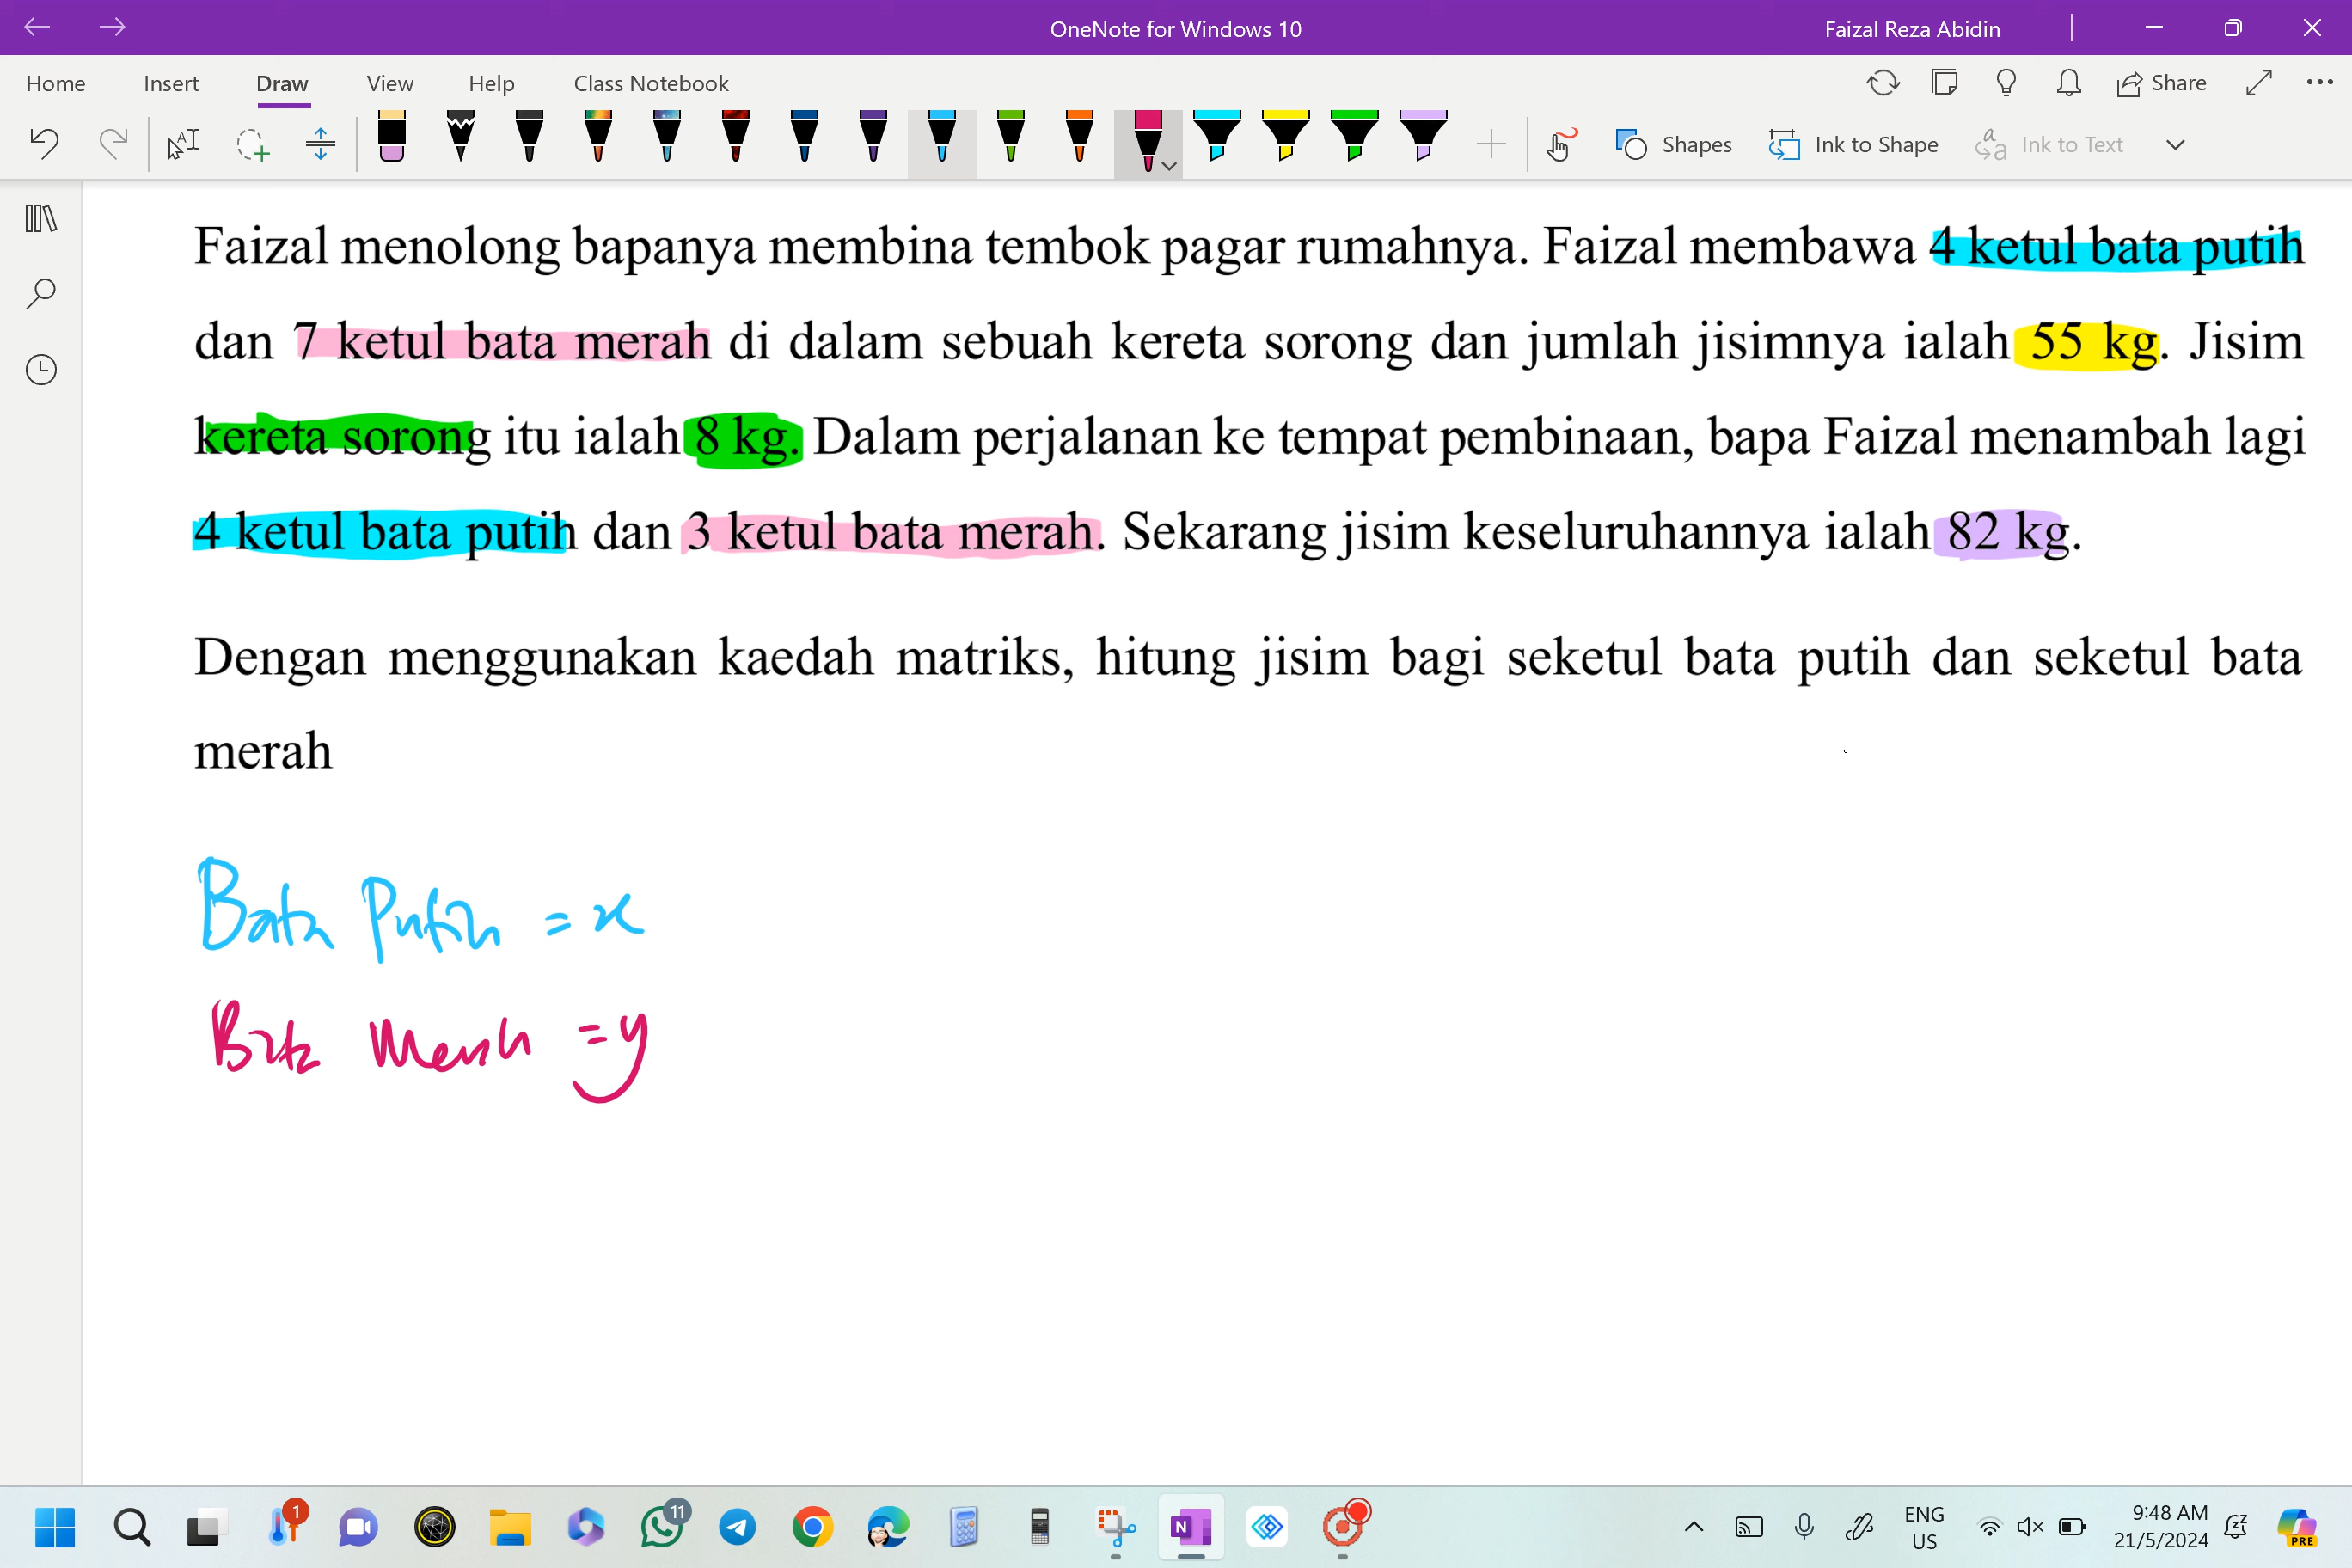 OneNote for Windows 10
Faizal Reza Abidin
Home Insert Draw View Help Class Notebook Share
Shapes Ink to Shape Ink to Text
Faizal menolong bapanya membina tembok pagar rumahnya. Faizal membawa 4 ketul bata putih
dan 7 ketul bata merah di dalam sebuah kereta sorong dan jumlah jisimnya ialah 55 kg. Jisim
kereta sorong itu ialah 8 kg. Dalam perjalanan ke tempat pembinaan, bapa Faizal menambah lagi
4 ketul bata putih dan 3 ketul bata merah. Sekarang jisim keseluruhannya ialah 82 kg.
Dengan menggunakan kaedah matriks, hitung jisim bagi seketul bata putih dan seketul bata
merah
Bata Putih = x
Bata Merah = y
1
11
N
ENG
US
9:48 AM
21/5/2024
PRE